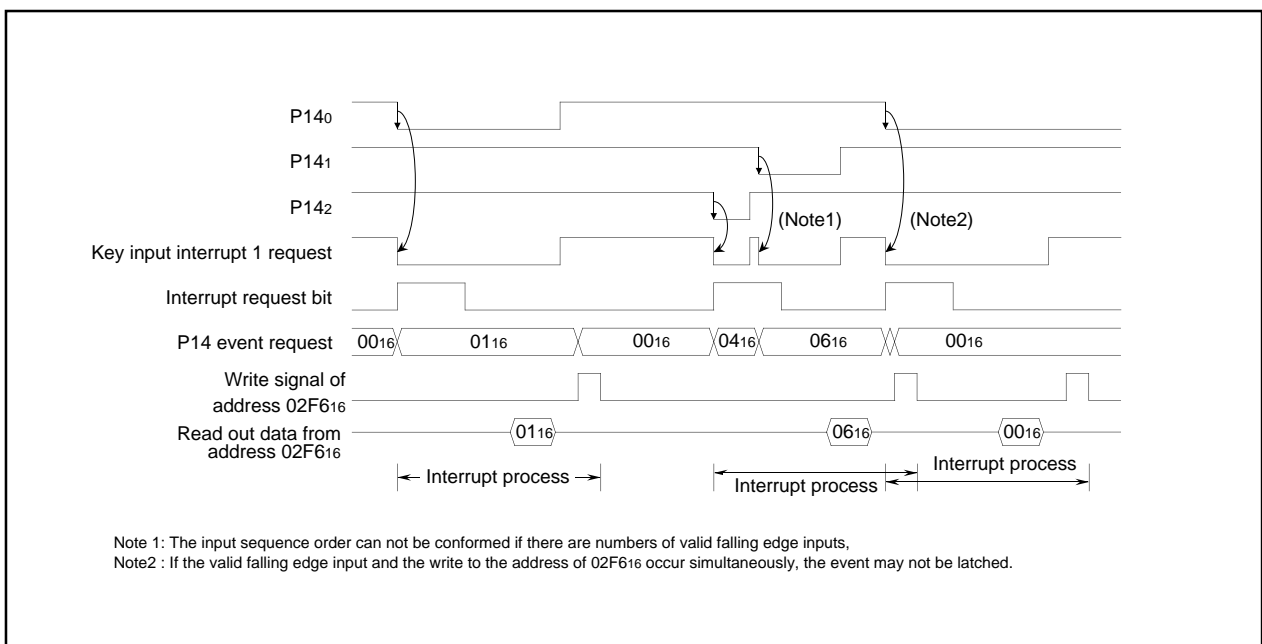 P140
P141
P142
(Note1)
(Note2)
Key input interrupt 1 request
Interrupt request bit
P14 event request
0016
0116
0016
0416
0616
0016
Write signal of
address 02F616
Read out data from
address 02F616
0116
0616
0016
Interrupt process
Interrupt process
Interrupt process
Note 1: The input sequence order can not be conformed if there are numbers of valid falling edge inputs,
Note2 : If the valid falling edge input and the write to the address of 02F616 occur simultaneously, the event may not be latched.